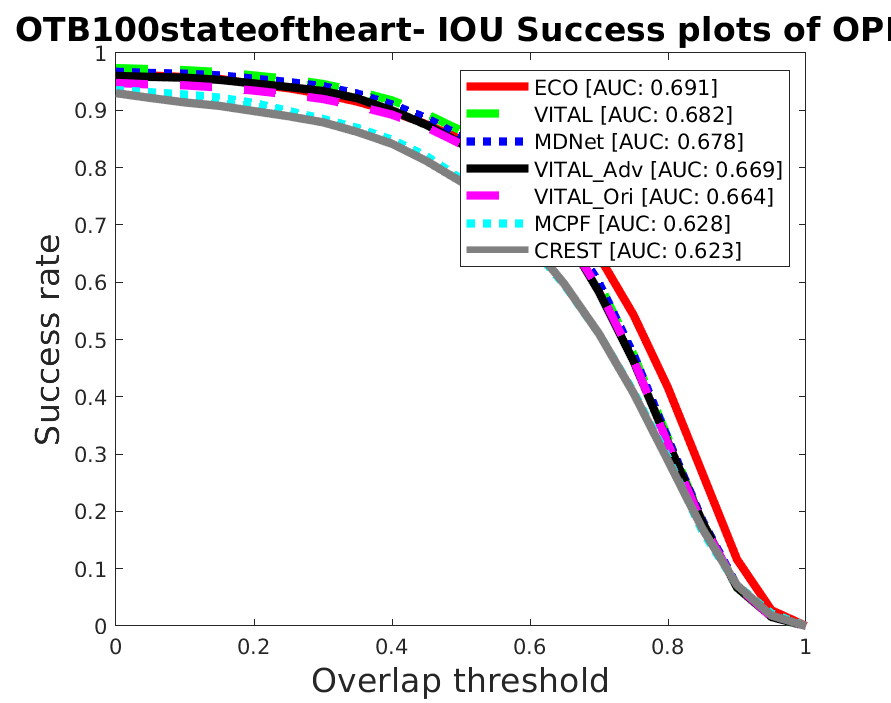 OTB100stateoftheart- IOU Success plots of OP
1
0.9
0.8
0.7
0.6
0.5
0.4
0.3
0.2
0.1
0
Success rate
ECO [AUC: 0.691]
VITAL [AUC: 0.682]
MDNet [AUC: 0.678]
VITAL_Adv [AUC: 0.669]
VITAL_Ori [AUC: 0.664]
MCPF [AUC: 0.628]
CREST [AUC: 0.623]
0 0.2 0.4 0.6 0.8 1
Overlap threshold